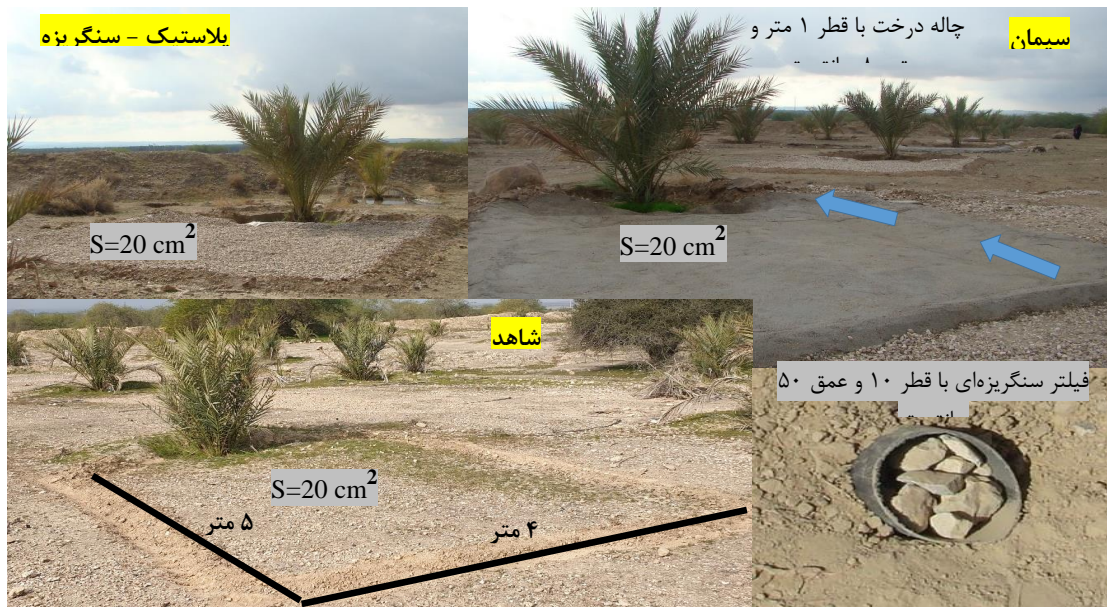 پلاستیک - سنگریزه
S=20 cm²
چاله درخت با قطر ۱ متر و
سیمان
S=20 cm²
شاهد
S=20 cm²
۵ متر
۴ متر
فیلتر سنگریزه‌ای با قطر ۱۰ و عمق ۵۰